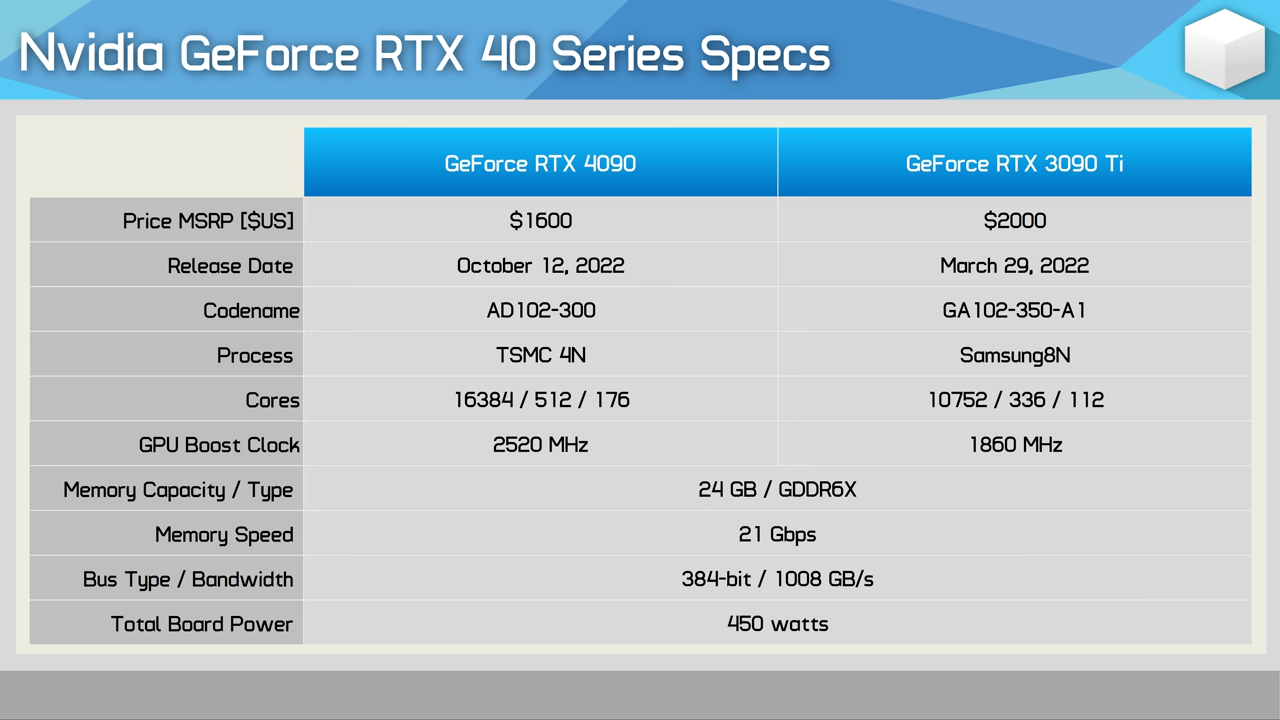 Nvidia GeForce RTX 40 Series Specs
GeForce RTX 4090 GeForce RTX 3090 Ti
Price MSRP [$US] $1600 $2000
Release Date October 12, 2022 March 29, 2022
Codename AD102-300 GA102-350-A1
Process TSMC 4N Samsung8N
Cores 16384 / 512 / 176 10752 / 336 / 112
GPU Boost Clock 2520 MHz 1860 MHz
Memory Capacity / Type 24 GB / GDDR6X
Memory Speed 21 Gbps
Bus Type / Bandwidth 384-bit / 1008 GB/s
Total Board Power 450 watts